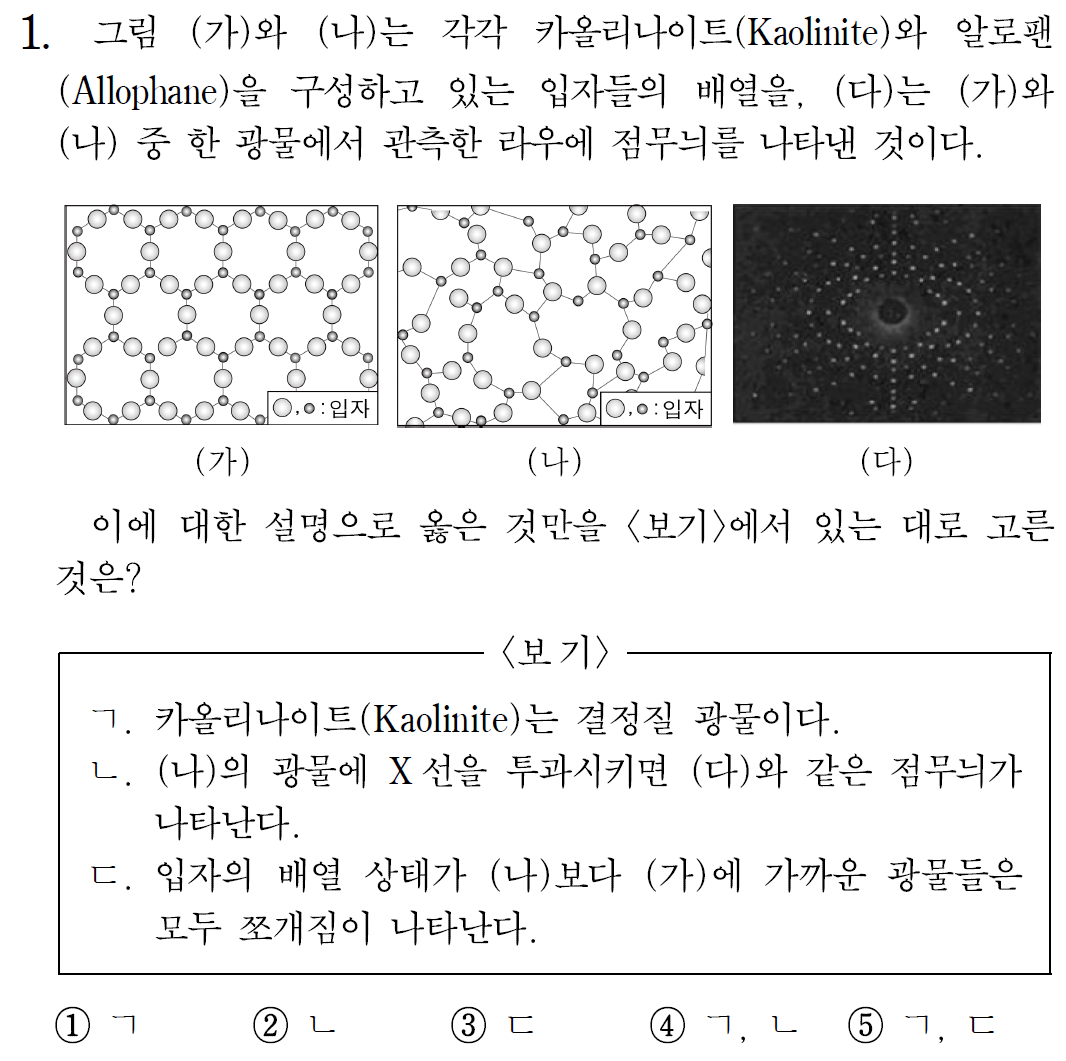 1. 그림 (가)와 (나)는 각각 카올리나이트(Kaolinite)와 알로팬
(Allophane)을 구성하고 있는 입자들의 배열을, (다)는 (가)와
(나) 중 한 광물에서 관측한 라우에 점무늬를 나타낸 것이다.
○,●:입자
○,●:입자
(가)
(나)
(다)
이에 대한 설명으로 옳은 것만을 〈보기〉에서 있는 대로 고른
것은?
〈보기〉
ㄱ. 카올리나이트(Kaolinite)는 결정질 광물이다.
ㄴ. (나)의 광물에 X선을 투과시키면 (다)와 같은 점무늬가
나타난다.
ㄷ. 입자의 배열 상태가 (나)보다 (가)에 가까운 광물들은
모두 쪼개짐이 나타난다.
① ㄱ ② ㄴ ③ ㄷ ④ ㄱ, ㄴ ⑤ ㄱ, ㄷ